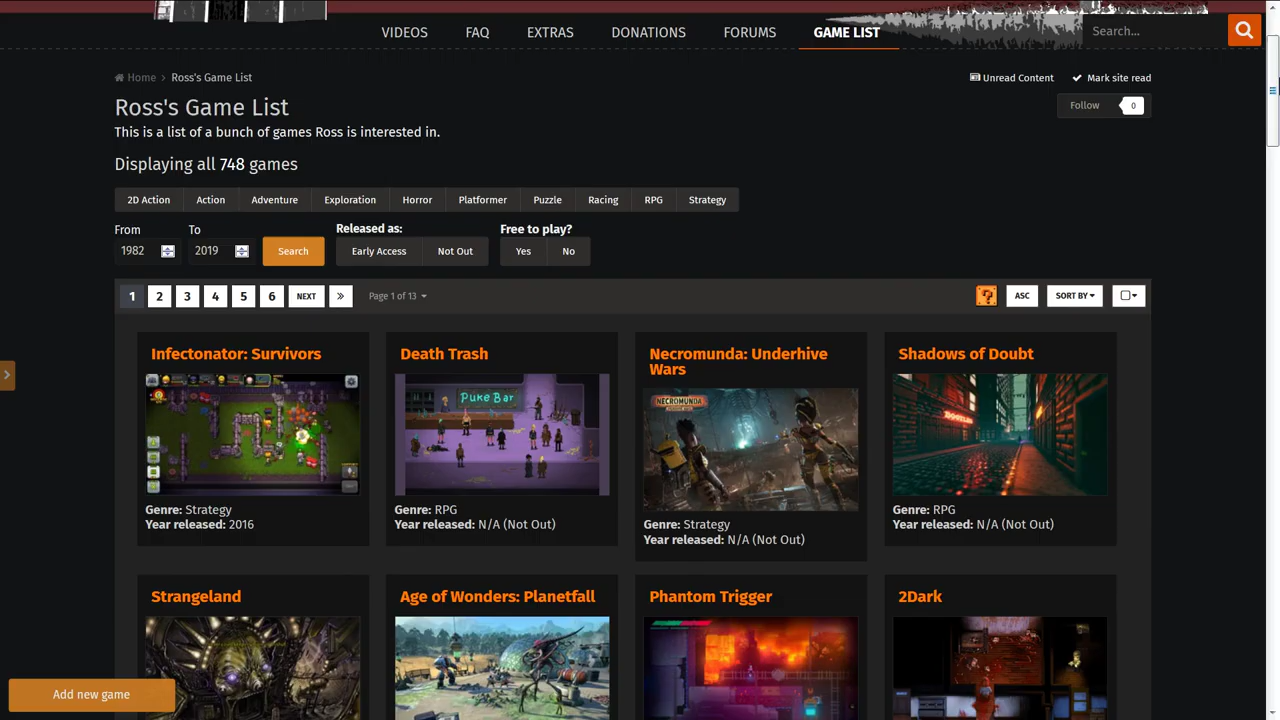 VIDEOS FAQ EXTRAS DONATIONS FORUMS GAME LIST Search...
Home > Ross's Game List Unread Content Mark site read
Ross's Game List Follow 0
This is a list of a bunch of games Ross is interested in.
Displaying all 748 games
2D Action Action Adventure Exploration Horror Platformer Puzzle Racing RPG Strategy
From To Released as: Free to play?
1982 2019 Search Early Access Not Out Yes No
1 2 3 4 5 6 NEXT Page 1 of 13 ASC SORT BY
Infectonator: Survivors
Genre: Strategy
Year released: 2016
Death Trash
Puke Bar
Genre: RPG
Year released: N/A (Not Out)
Necromunda: Underhive
Wars
NECROMUNDA
Genre: Strategy
Year released: N/A (Not Out)
Shadows of Doubt
Genre: RPG
Year released: N/A (Not Out)
Strangeland
Age of Wonders: Planetfall
Phantom Trigger
2Dark
Add new game